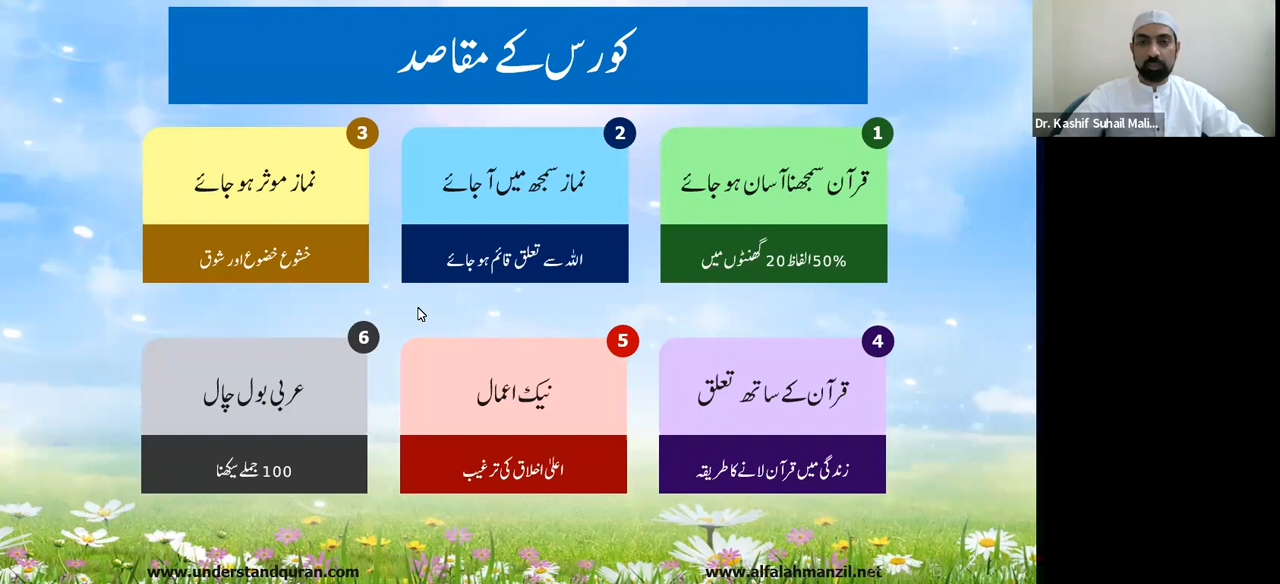 کورس کے مقاصد
Dr. Kashif Suhail Mali...
1
قرآن سمجھنا آسان ہو جائے
50% الفاظ 20 گھنٹوں میں
2
نماز سمجھ میں آ جائے
اللہ سے تعلق قائم ہو جائے
3
نماز موثر ہو جائے
خشوع خضوع اور شوق
4
قرآن کے ساتھ تعلق
زندگی میں قرآن لانے کا طریقہ
5
نیک اعمال
اعلیٰ اخلاق کی ترغیب
6
عربی بول چال
100 جملے سیکھنا
www.understandquran.com
www.alfalahmanzil.net